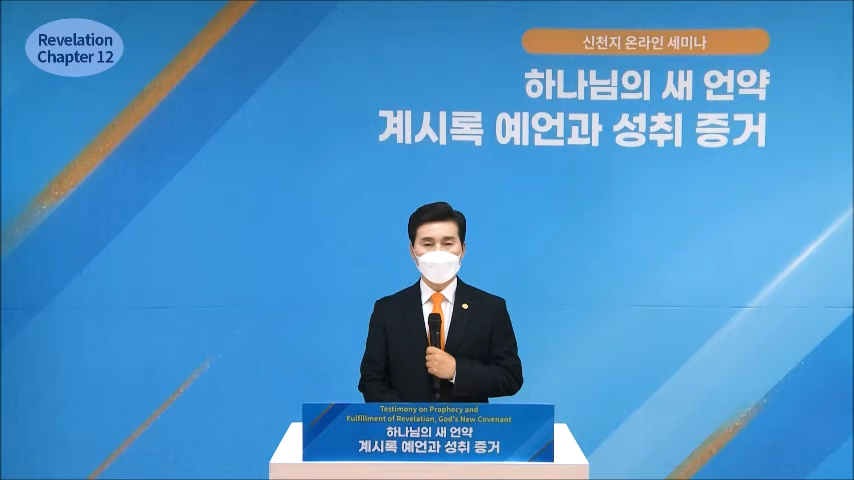 Revelation
Chapter 12
신천지 온라인 세미나
하나님의 새 언약
계시록 예언과 성취 증거
Testimony on Prophecy and
Fulfillment of Revelation, God's New Covenant
하나님의 새 언약
계시록 예언과 성취 증거